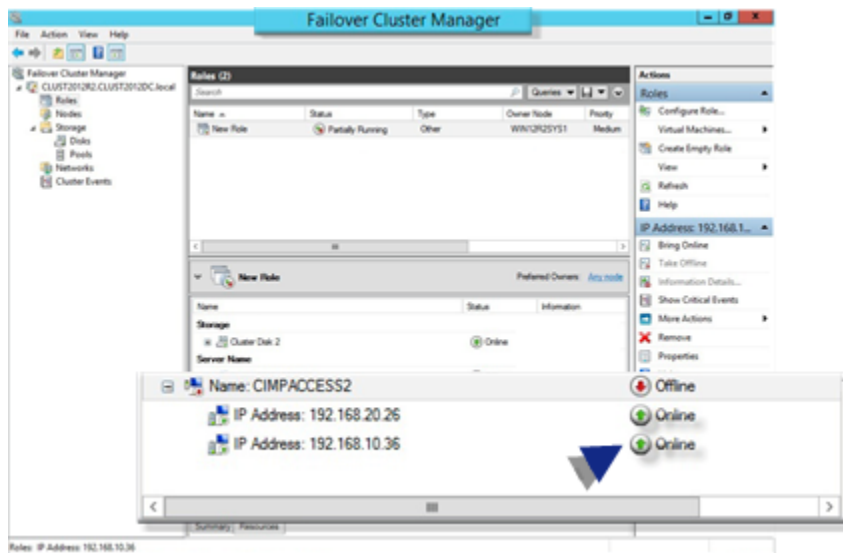 Failover Cluster Manager
File Action View Help
Failover Cluster Manager
CLUST2012R2.CLUST2012DC.local
Roles
Nodes
Storage
Disks
Pools
Networks
Cluster Events
Roles (2)
Search
Queries
Name Status Type Owner Node Priority
New Role Partially Running Other WIN12R2SYS1 Medium
New Role Preferred Owners: Any node
Name Status Information
Storage
Cluster Disk 2 Online
Server Name
Name: CIMPACCESS2 Offline
IP Address: 192.168.20.26 Online
IP Address: 192.168.10.36 Online
Summary Resources
Actions
Roles
Configure Role...
Virtual Machines...
Create Empty Role
View
Refresh
Help
IP Address: 192.168.1...
Bring Online
Take Offline
Information Details...
Show Critical Events
More Actions
Remove
Properties
Roles: IP Address: 192.168.10.36